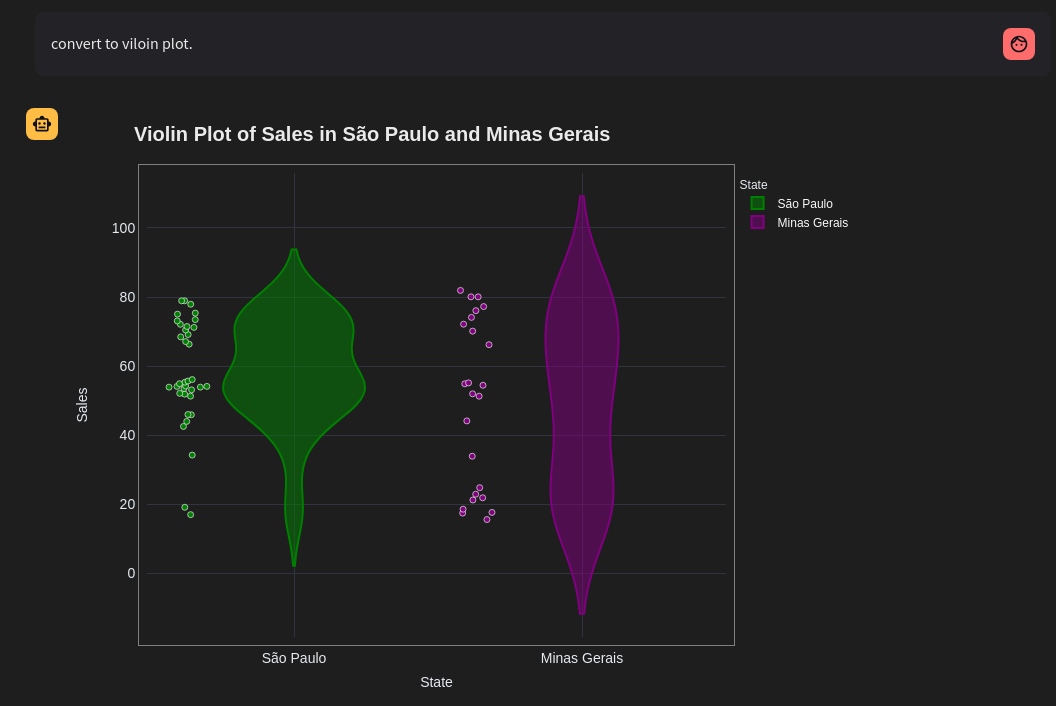 convert to viloin plot.
Violin Plot of Sales in São Paulo and Minas Gerais
State
São Paulo
Minas Gerais
100
80
60
40
20
0
Sales
São Paulo
Minas Gerais
State